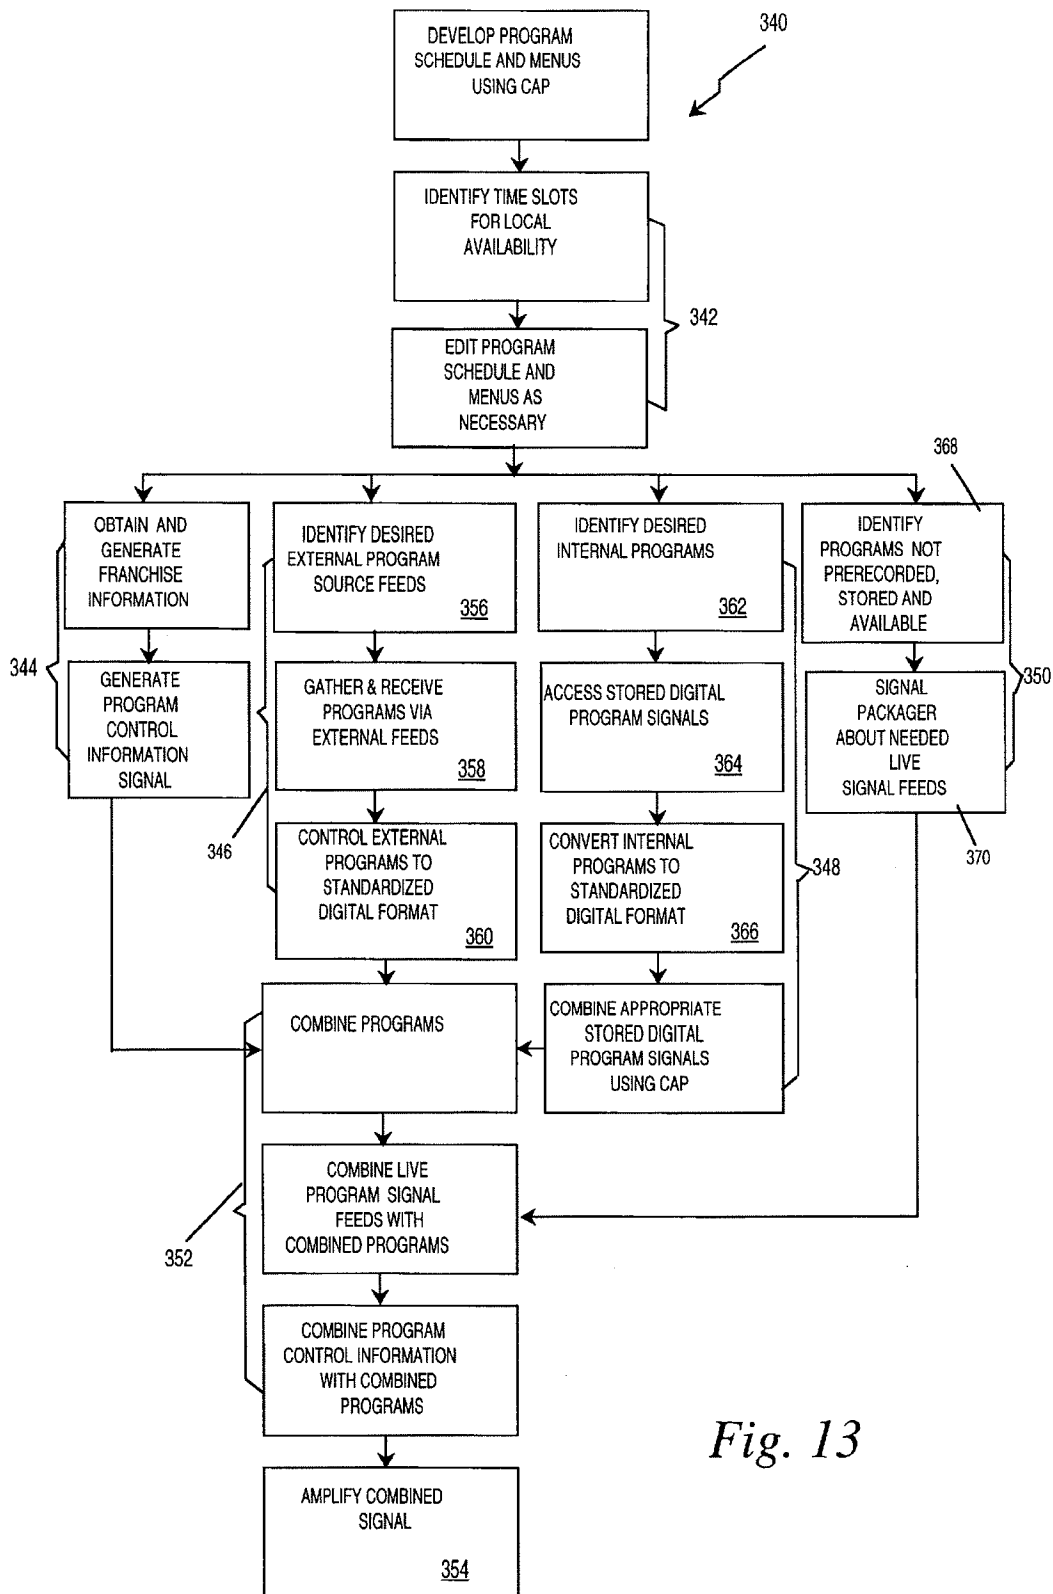 DEVELOP PROGRAM
SCHEDULE AND MENUS
USING CAP
340
IDENTIFY TIME SLOTS
FOR LOCAL
AVAILABILITY
342
EDIT PROGRAM
SCHEDULE AND
MENUS AS
NECESSARY
368
OBTAIN AND
GENERATE
FRANCHISE
INFORMATION
IDENTIFY DESIRED
EXTERNAL PROGRAM
SOURCE FEEDS
356
IDENTIFY DESIRED
INTERNAL PROGRAMS
362
IDENTIFY
PROGRAMS NOT
PRERECORDED,
STORED AND
AVAILABLE
344
350
GENERATE
PROGRAM
CONTROL
INFORMATION
SIGNAL
GATHER & RECEIVE
PROGRAMS VIA
EXTERNAL FEEDS
358
ACCESS STORED DIGITAL
PROGRAM SIGNALS
364
SIGNAL
PACKAGER
ABOUT NEEDED
LIVE
SIGNAL FEEDS
346
370
CONTROL EXTERNAL
PROGRAMS TO
STANDARDIZED
DIGITAL FORMAT
360
CONVERT INTERNAL
PROGRAMS TO
STANDARDIZED
DIGITAL FORMAT
366
348
COMBINE PROGRAMS
COMBINE APPROPRIATE
STORED DIGITAL
PROGRAM SIGNALS
USING CAP
COMBINE LIVE
PROGRAM SIGNAL
FEEDS WITH
COMBINED PROGRAMS
352
COMBINE PROGRAM
CONTROL INFORMATION
WITH COMBINED
PROGRAMS
Fig. 13
AMPLIFY COMBINED
SIGNAL
354